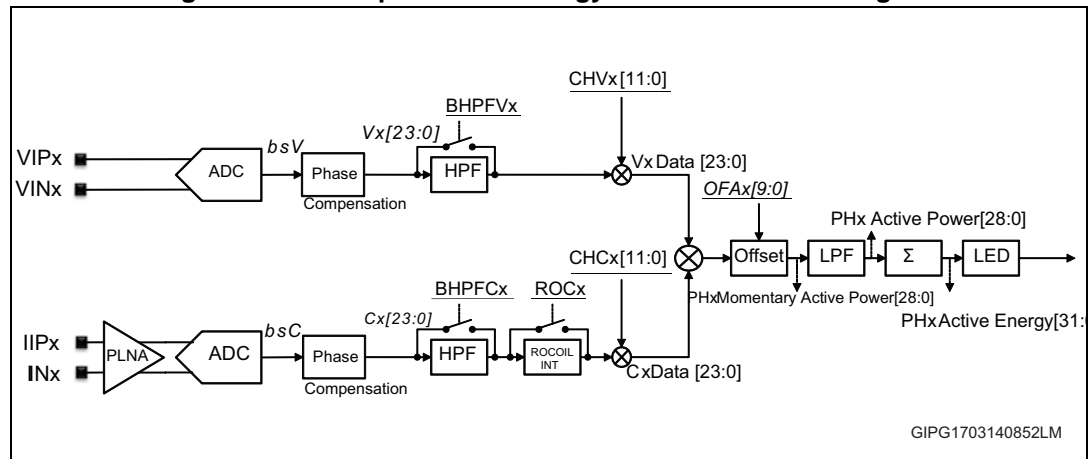 CHVx[11:0]
BHPFVx
VIPx
VINx
ADC
bsV
Phase
Compensation
Vx[23:0]
HPF
VxData [23:0]
OFAx[9:0]
PHx Active Power[28:0]
Offset
LPF
Σ
LED
PHxMomentary Active Power[28:0]
PHxActive Energy[31:
CHCx[11:0]
BHPFCx
ROCx
IIPx
INx
PLNA
ADC
bsC
Phase
Compensation
Cx[23:0]
HPF
ROCOIL
INT
CxData [23:0]
GIPG1703140852LM